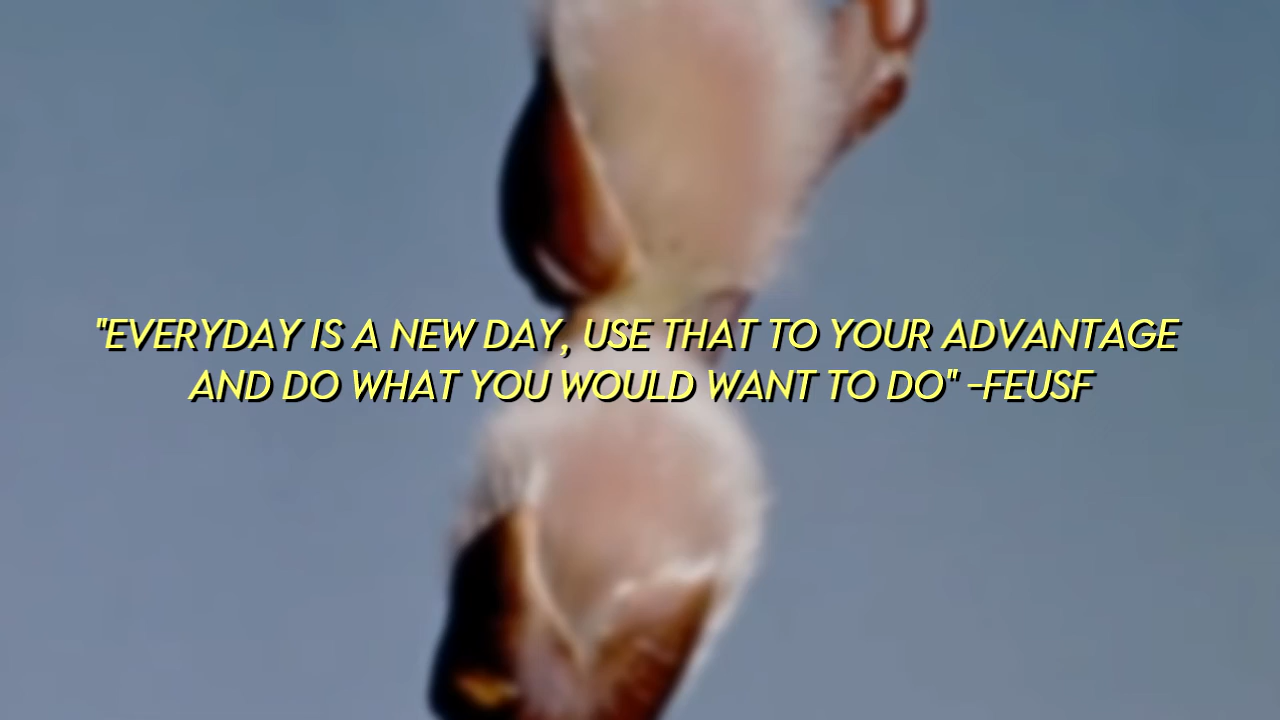 "EVERYDAY IS A NEW DAY, USE THAT TO YOUR ADVANTAGE
AND DO WHAT YOU WOULD WANT TO DO" -FEUSF